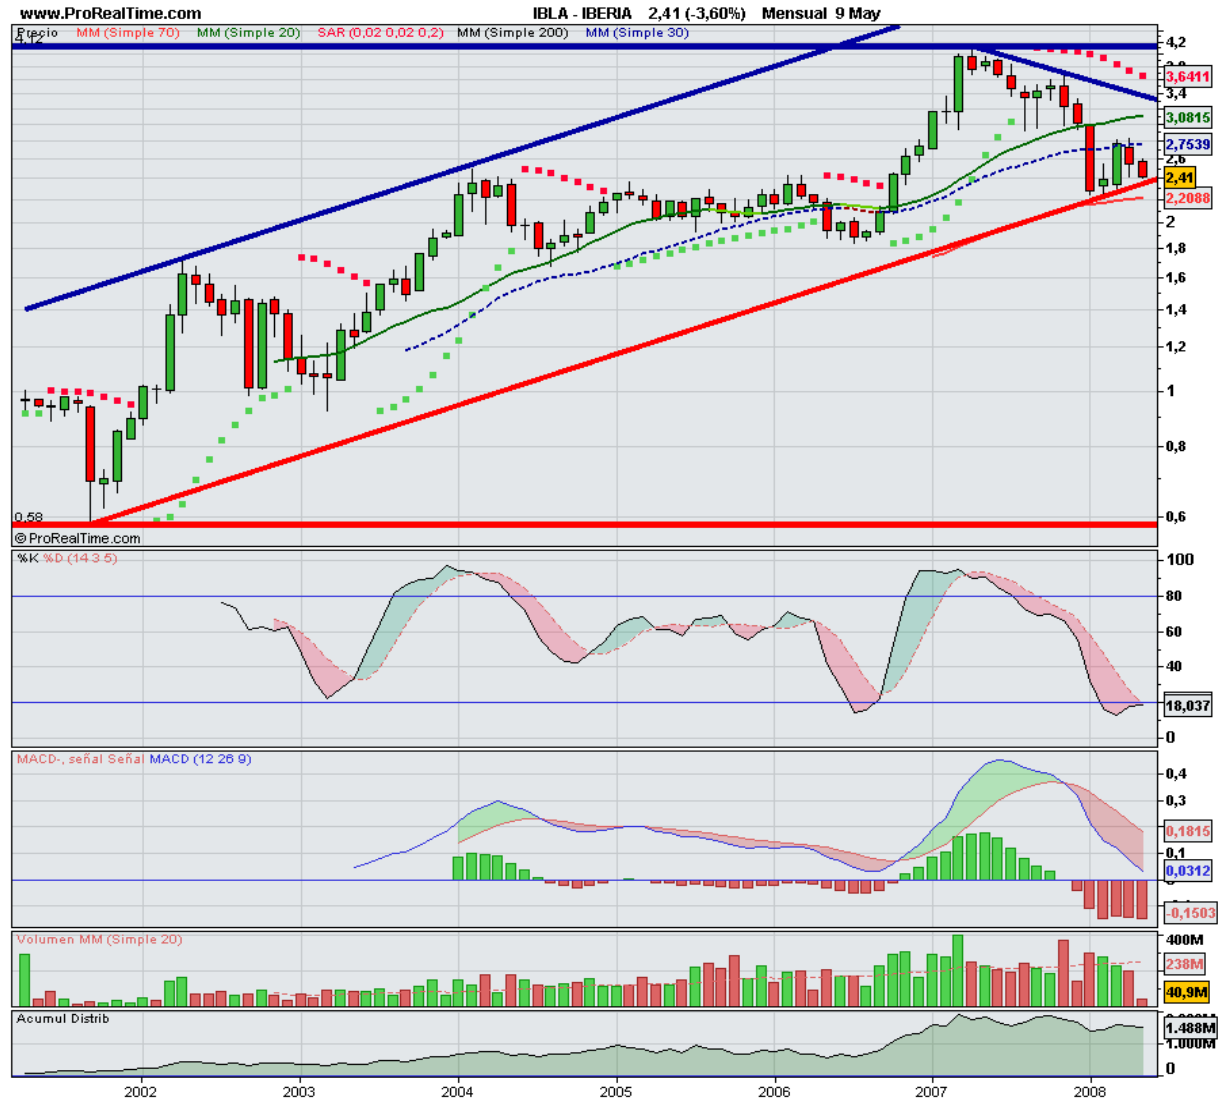 www.ProRealTime.com IBLA - IBERIA 2,41 (-3,60%) Mensual 9 May
Precio MM (Simple 70) MM (Simple 20) SAR (0,02 0,02 0,2) MM (Simple 200) MM (Simple 30)
4,12
4,2
3,6411
3,4
3,0815
2,7539
2,6
2,41
2,2088
2
1,8
1,6
1,4
1,2
1
0,8
0,6
0,58
© ProRealTime.com
%K %D (14 3 5)
100
80
60
40
18,037
0
MACD-, señal Señal MACD (12 26 9)
0,4
0,3
0,1815
0,1
0,0312
-0,1503
Volumen MM (Simple 20)
400M
238M
40,9M
Acumul Distrib
1.488M
1.000M
0
2002 2003 2004 2005 2006 2007 2008